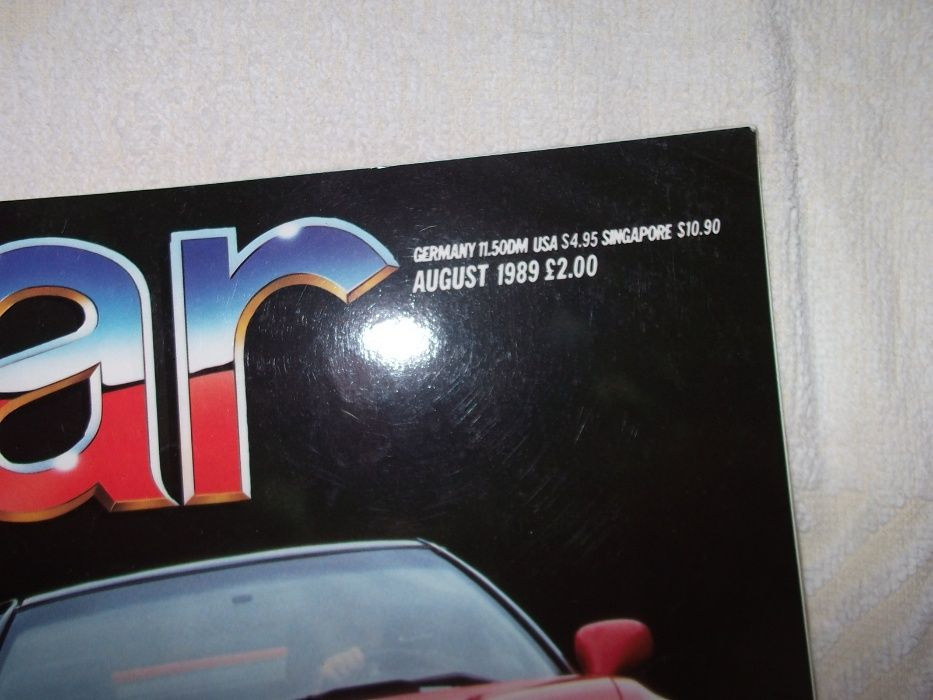 ar
GERMANY 11.50DM USA $4.95 SINGAPORE $10.90
AUGUST 1989 £2.00